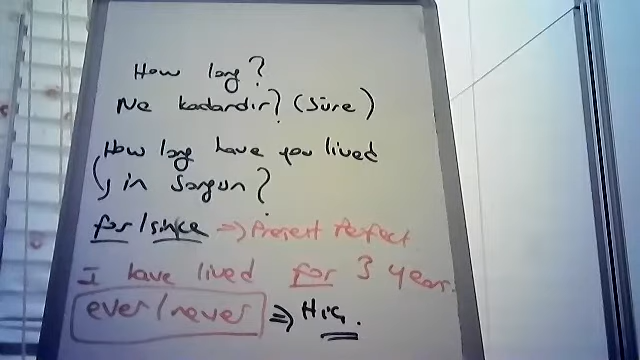 How long?
Ne kadardır? (Süre)
How long have you lived
in Sorgun?
for/since => Present Perfect
I have lived for 3 years.
ever/never => Hiç.